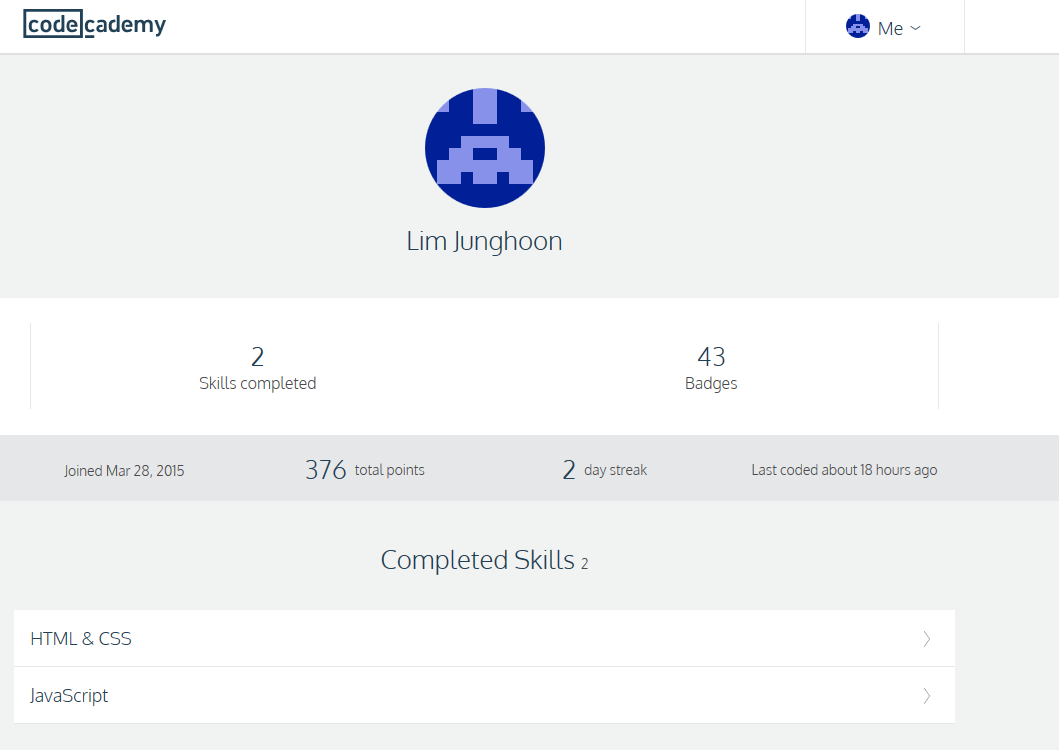 codecademy
Me
Lim Junghoon
2
Skills completed
43
Badges
Joined Mar 28, 2015
376 total points
2 day streak
Last coded about 18 hours ago
Completed Skills 2
HTML & CSS
JavaScript